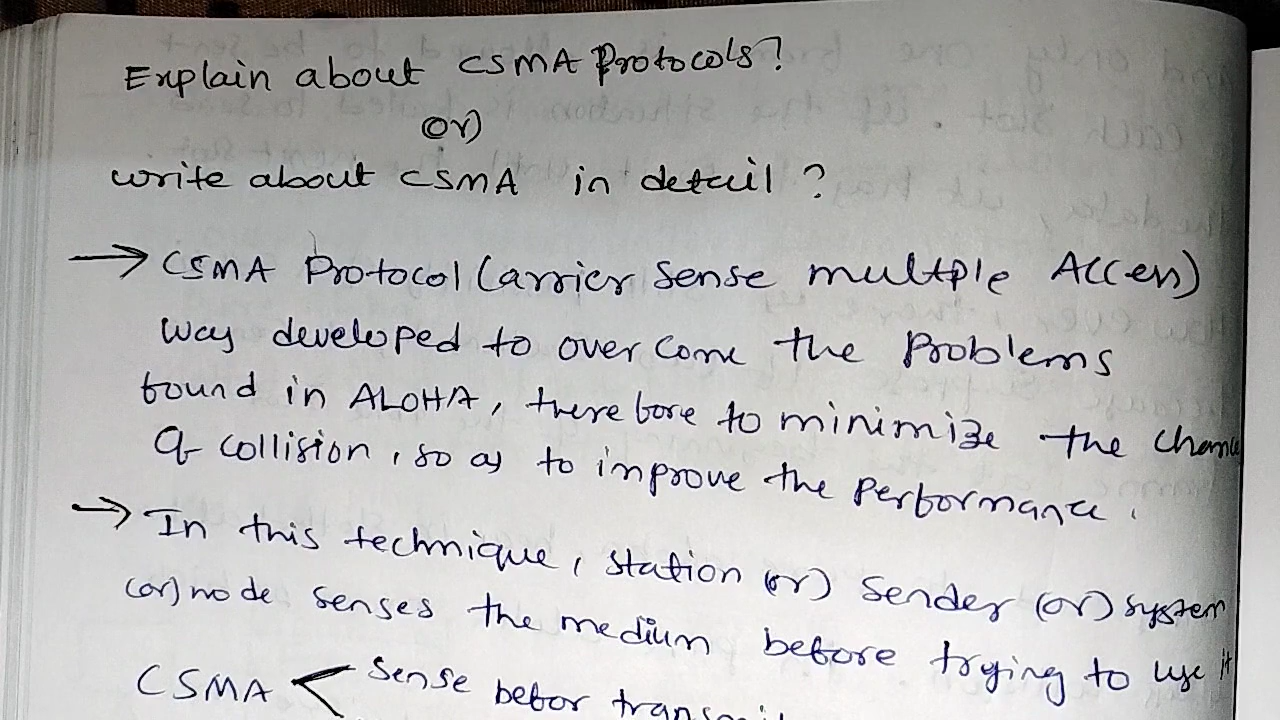 Explain about CSMA Protocols?
(or)
write about CSMA in detail?
→ CSMA Protocol (Carrier Sense multple Access)
was developed to over come the Problems
found in ALOHA, there fore to minimize the chance
of collision, so as to improve the Performance.
→ In this technique, station (or) Sender (or) system
(or) node senses the medium before trying to use it
CSMA < Sense befor transmit